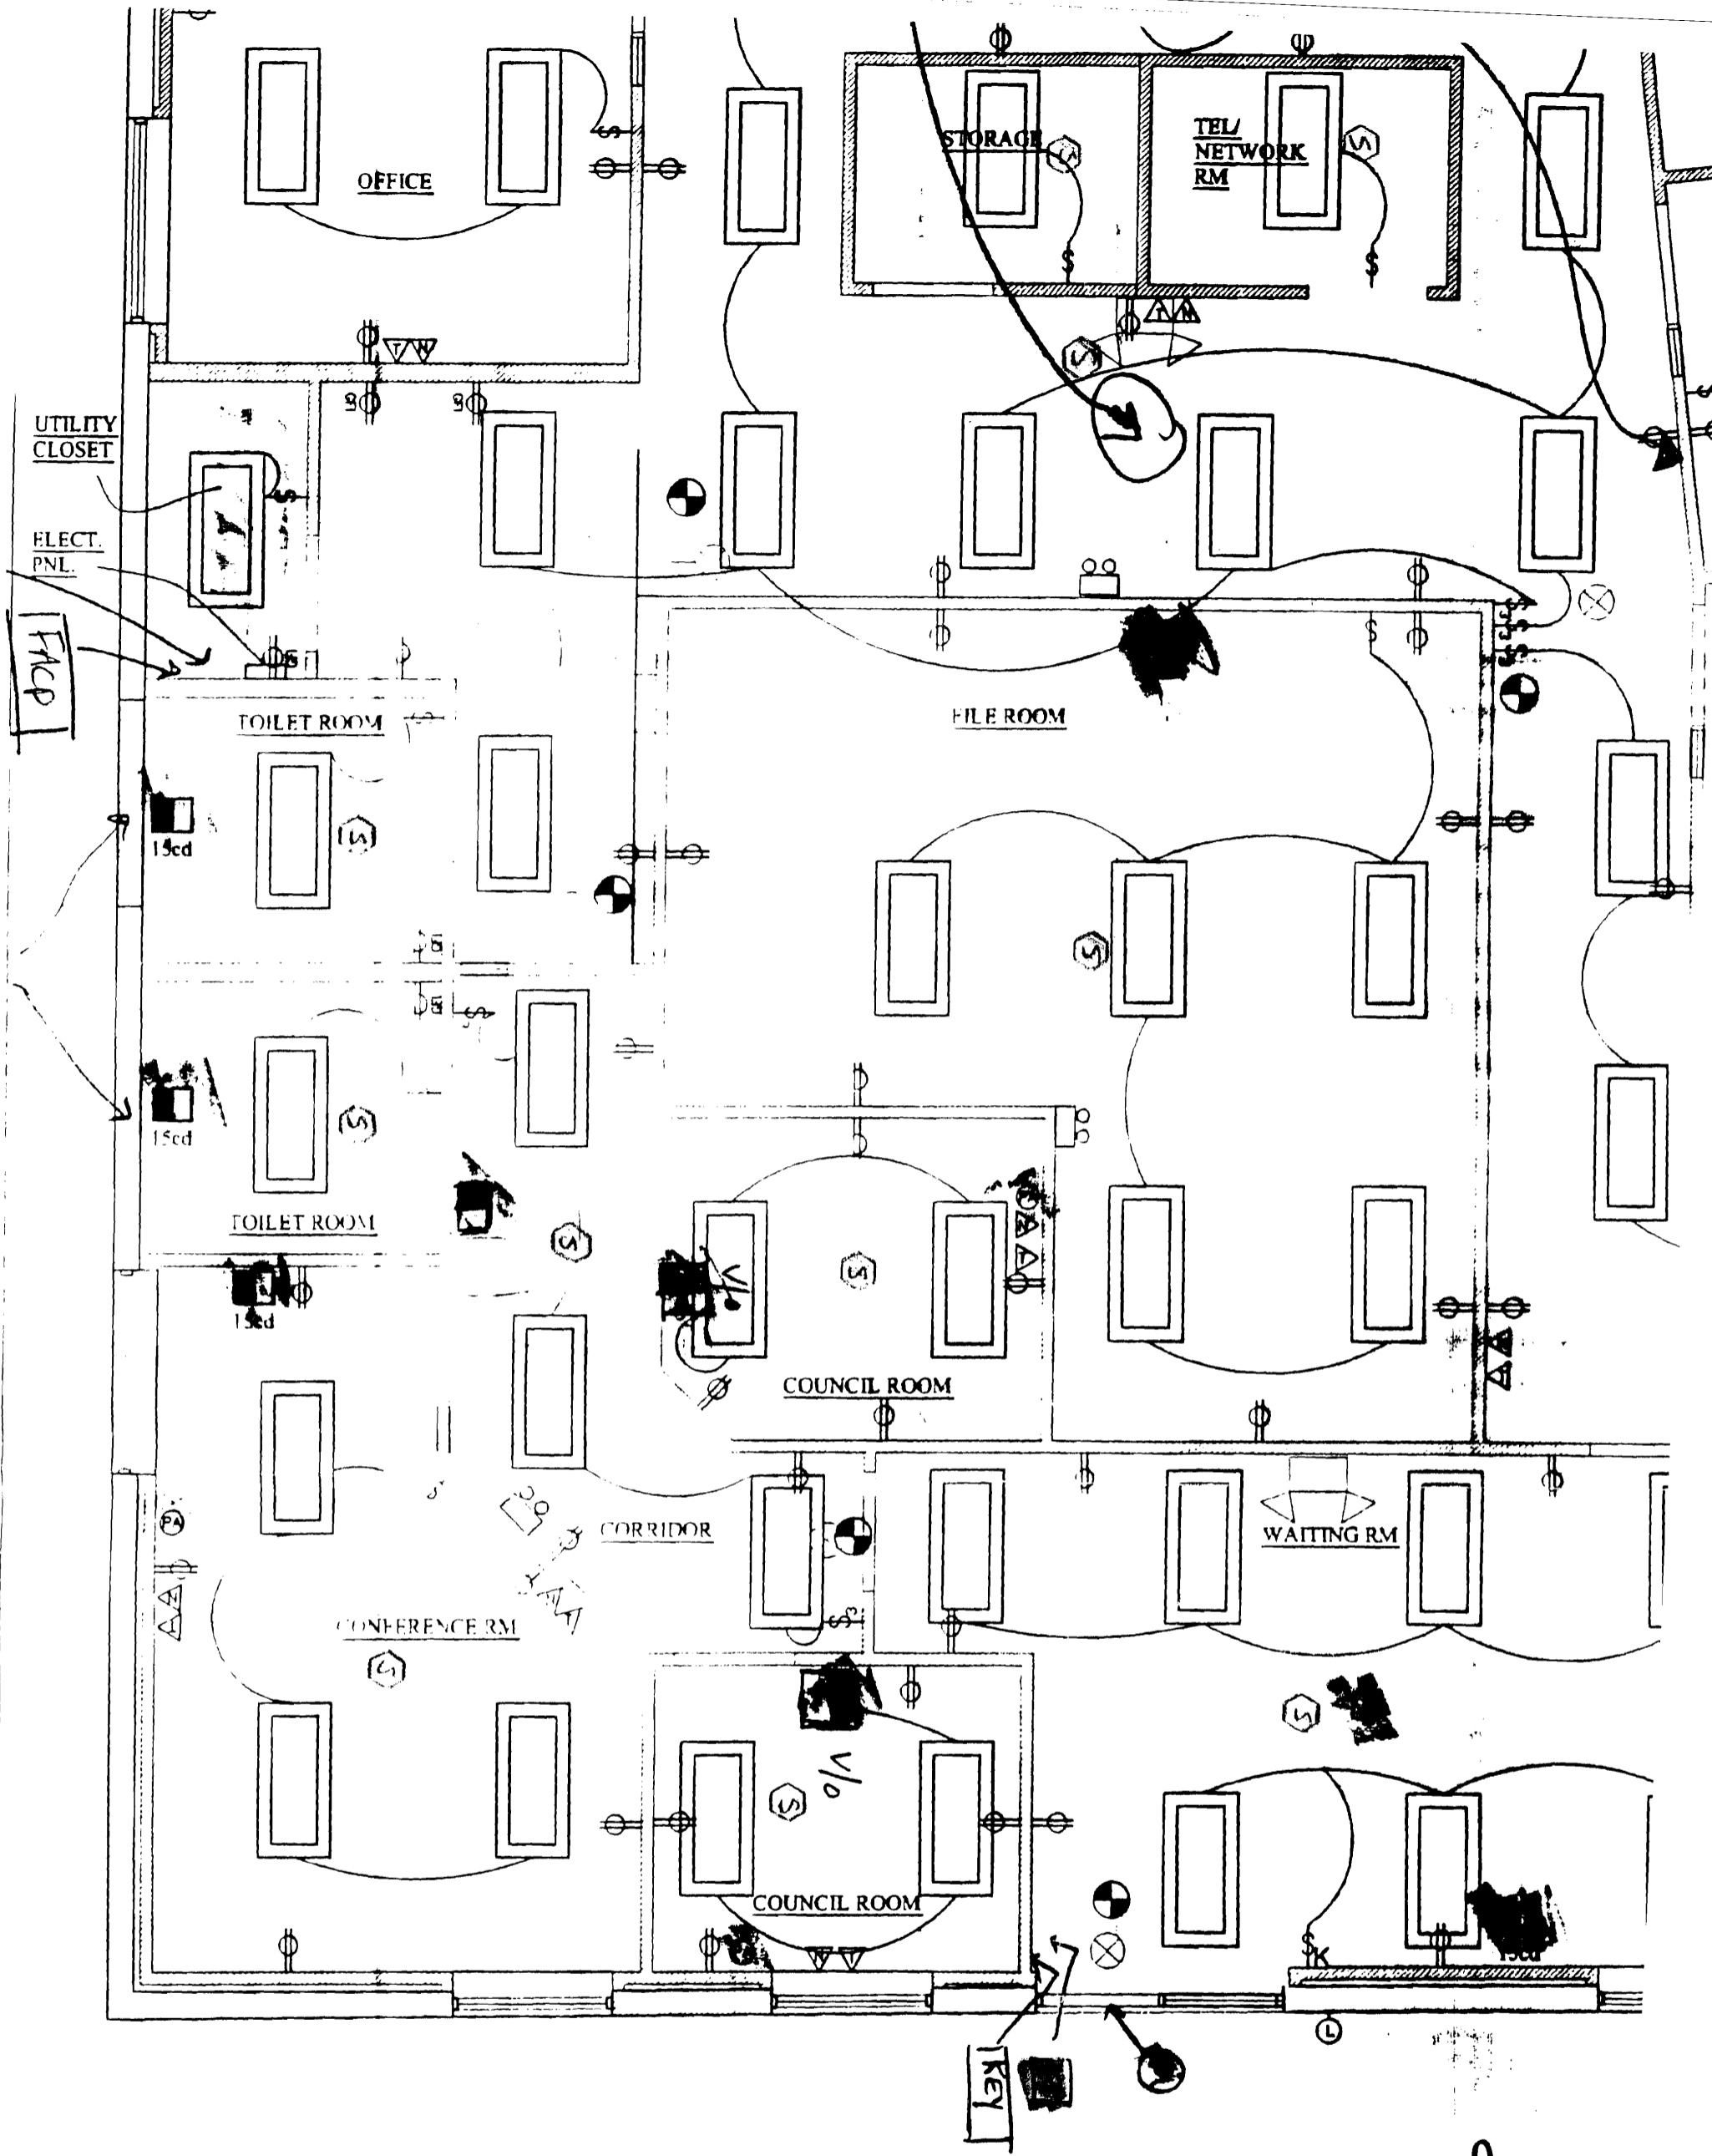 OFFICE
STORAGE
TEL/
NETWORK
RM
T N
T N
UTILITY
CLOSET
ELECT.
PNL.
FACP
TOILET ROOM
FILE ROOM
15cd
S
S
15cd
S
TOILET ROOM
S
S
15cd
V/o
COUNCIL ROOM
PA
CORRIDOR
WAITING RM
CONFERENCE RM
S
S
V/o
S
COUNCIL ROOM
N T
K
15cd
L
KEY